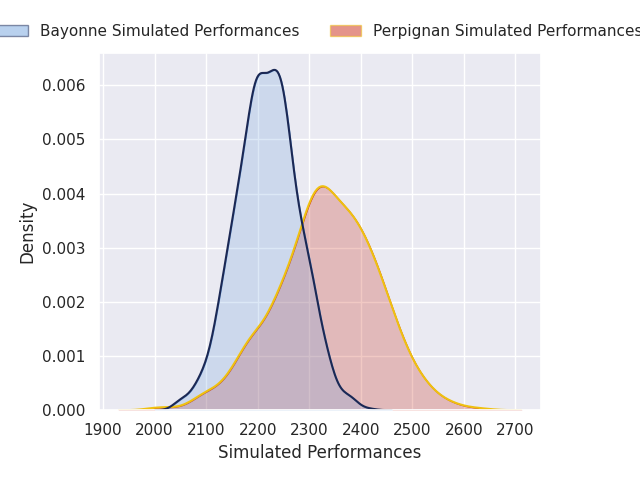 Bayonne Simulated Performances Perpignan Simulated Performances
0.006
0.005
0.004
0.003
0.002
0.001
0.000
Density
1900 2000 2100 2200 2300 2400 2500 2600 2700
Simulated Performances